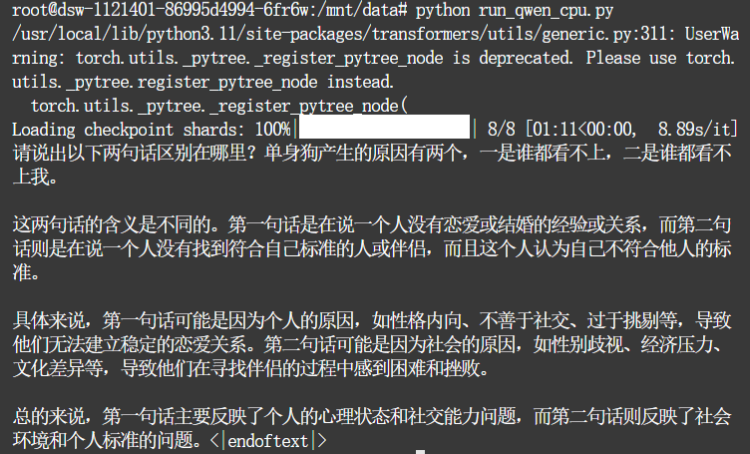 root@dsw-1121401-86995d4994-6fr6w:/mnt/data# python run_qwen_cpu.py
/usr/local/lib/python3.11/site-packages/transformers/utils/generic.py:311: UserWa
rning: torch.utils._pytree._register_pytree_node is deprecated. Please use torch.
utils._pytree.register_pytree_node instead.
  torch.utils._pytree._register_pytree_node(
Loading checkpoint shards: 100%|██████████| 8/8 [01:11<00:00,  8.89s/it]
请说出以下两句话区别在哪里？单身狗产生的原因有两个，一是谁都看不上，二是谁都看不
上我。
这两句话的含义是不同的。第一句话是在说一个人没有恋爱或结婚的经验或关系，而第二句
话则是在说一个人没有找到符合自己标准的人或伴侣，而且这个人认为自己不符合他人的标
准。
具体来说，第一句话可能是因为个人的原因，如性格内向、不善于社交、过于挑剔等，导致
他们无法建立稳定的恋爱关系。第二句话可能是因为社会的原因，如性别歧视、经济压力、
文化差异等，导致他们在寻找伴侣的过程中感到困难和挫败。
总的来说，第一句话主要反映了个人的心理状态和社交能力问题，而第二句话则反映了社会
环境和个人标准的问题。<|endoftext|>